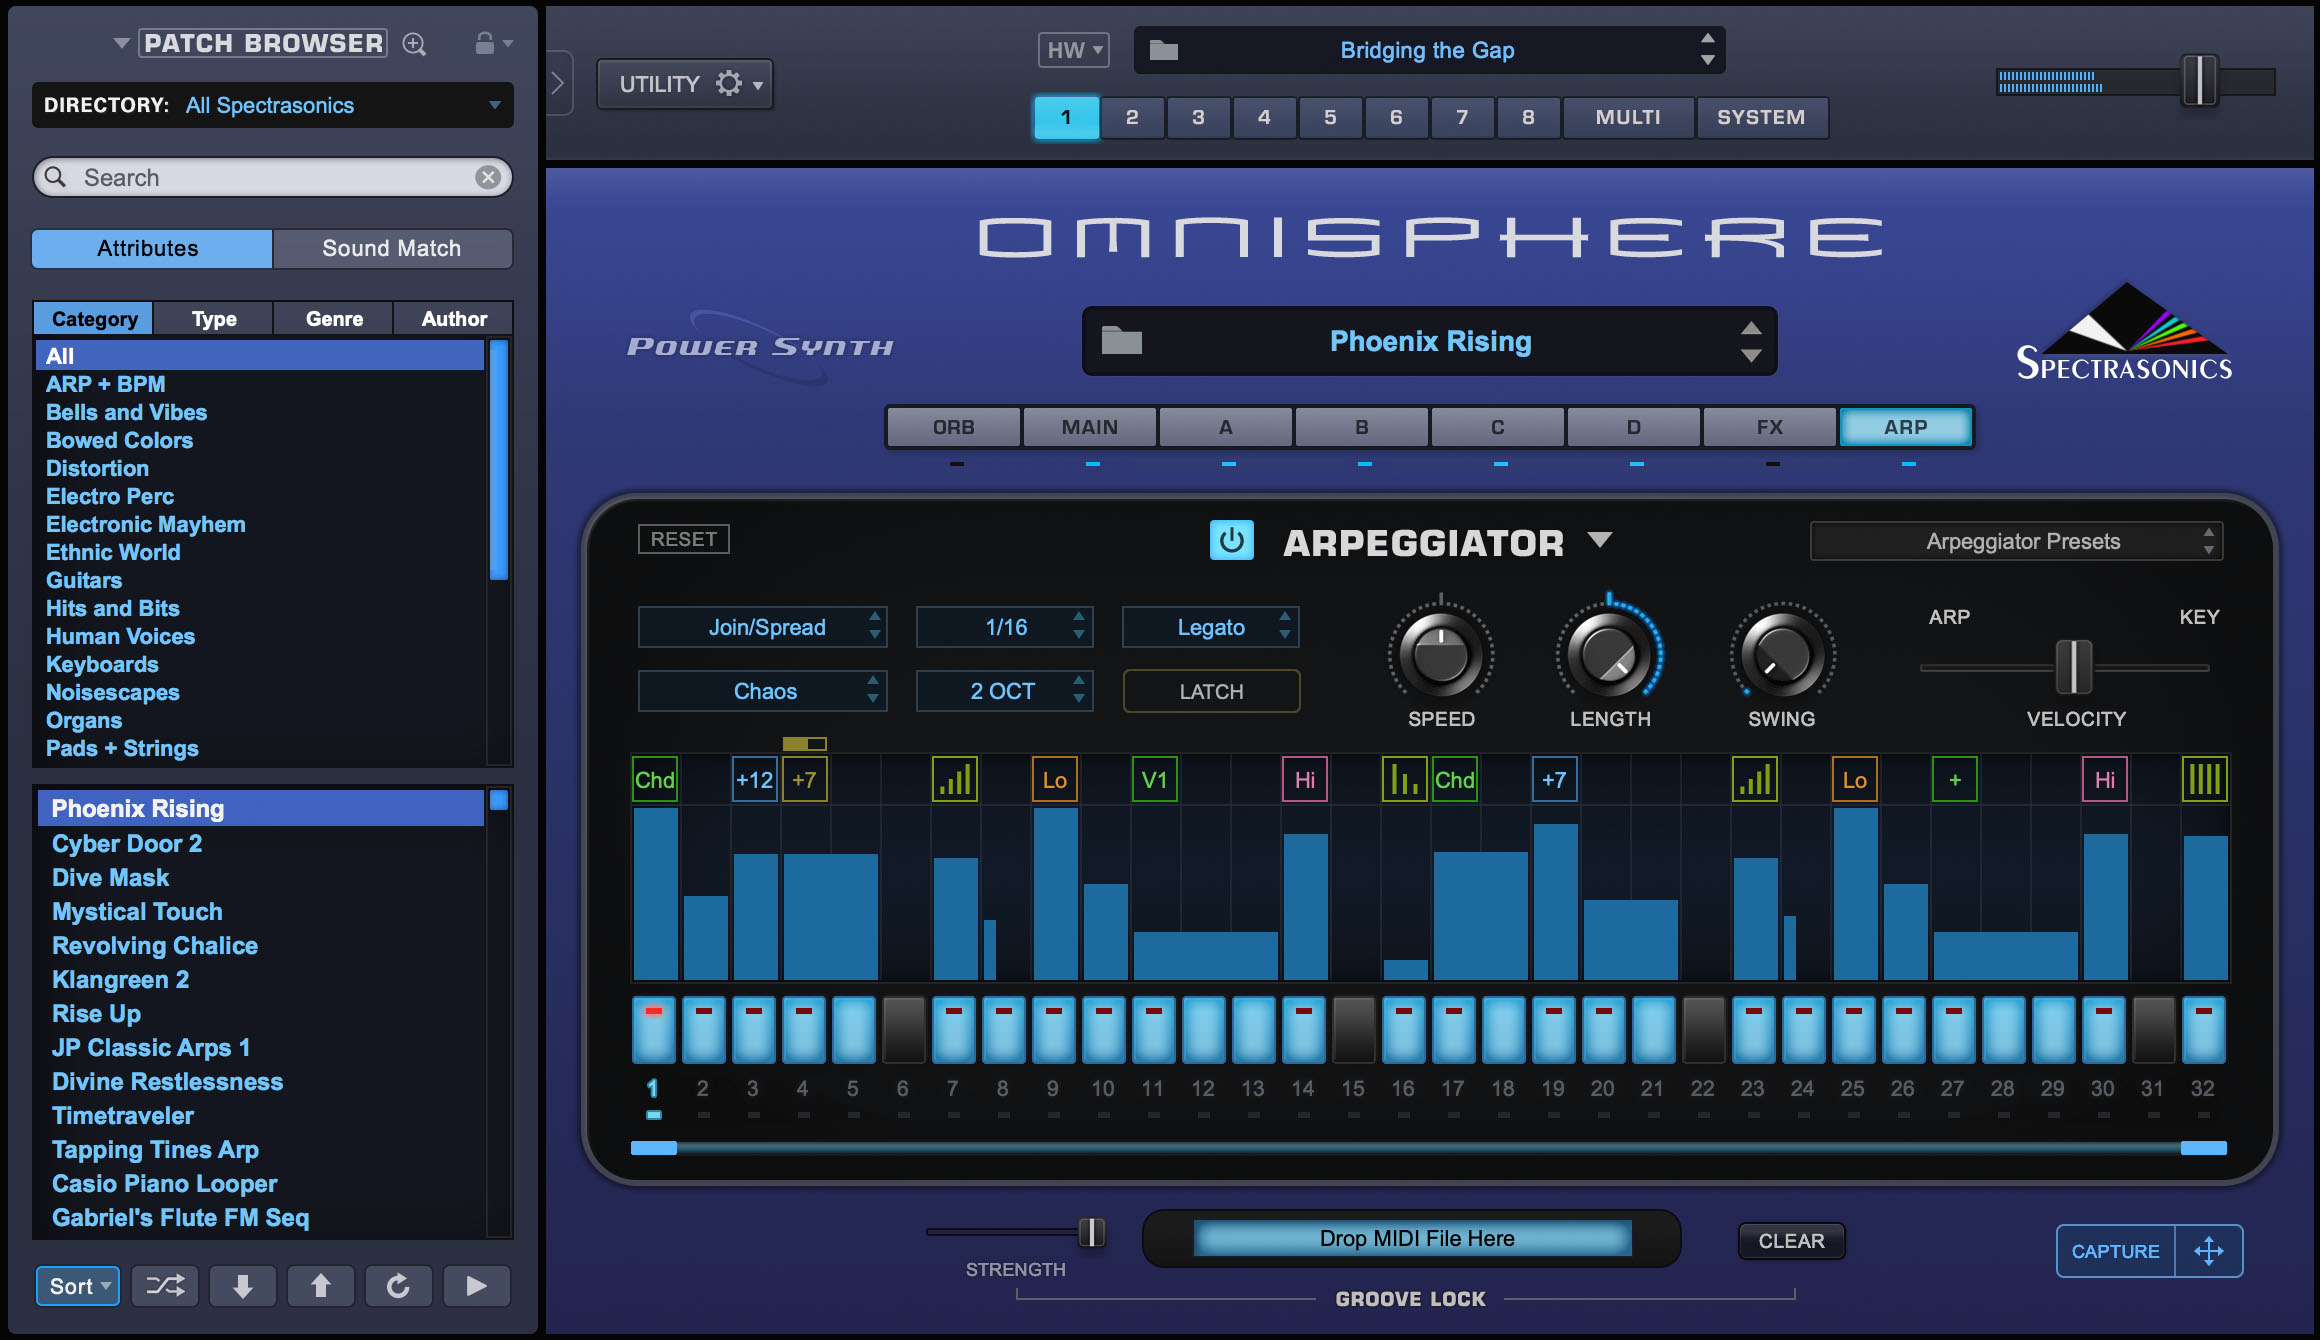 PATCH BROWSER
DIRECTORY: All Spectrasonics
Search
Attributes Sound Match
Category Type Genre Author
All
ARP + BPM
Bells and Vibes
Bowed Colors
Distortion
Electro Perc
Electronic Mayhem
Ethnic World
Guitars
Hits and Bits
Human Voices
Keyboards
Noisescapes
Organs
Pads + Strings
Phoenix Rising
Cyber Door 2
Dive Mask
Mystical Touch
Revolving Chalice
Klangreen 2
Rise Up
JP Classic Arps 1
Divine Restlessness
Timetraveler
Tapping Tines Arp
Casio Piano Looper
Gabriel's Flute FM Seq
Sort
UTILITY
HW
Bridging the Gap
1 2 3 4 5 6 7 8 MULTI SYSTEM
OMNISPHERE
POWER SYNTH
Phoenix Rising
SPECTRASONICS
ORB MAIN A B C D FX ARP
RESET
ARPEGGIATOR
Arpeggiator Presets
Join/Spread 1/16 Legato
Chaos 2 OCT LATCH
SPEED LENGTH SWING
ARP KEY
VELOCITY
Chd +12 +7 Lo V1 Hi Chd +7 Lo + Hi
1 2 3 4 5 6 7 8 9 10 11 12 13 14 15 16 17 18 19 20 21 22 23 24 25 26 27 28 29 30 31 32
STRENGTH
Drop MIDI File Here
CLEAR
GROOVE LOCK
CAPTURE